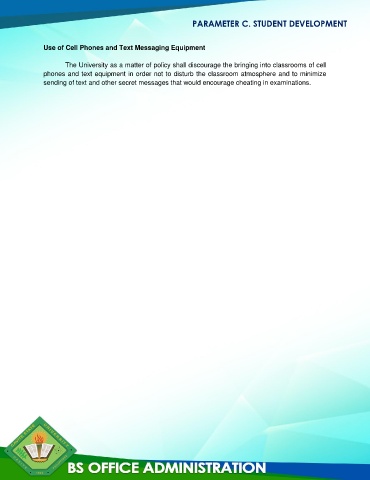 PARAMETER C. STUDENT DEVELOPMENT
Use of Cell Phones and Text Messaging Equipment
The University as a matter of policy shall discourage the bringing into classrooms of cell
phones and text equipment in order not to disturb the classroom atmosphere and to minimize
sending of text and other secret messages that would encourage cheating in examinations.
BS OFFICE ADMINISTRATION